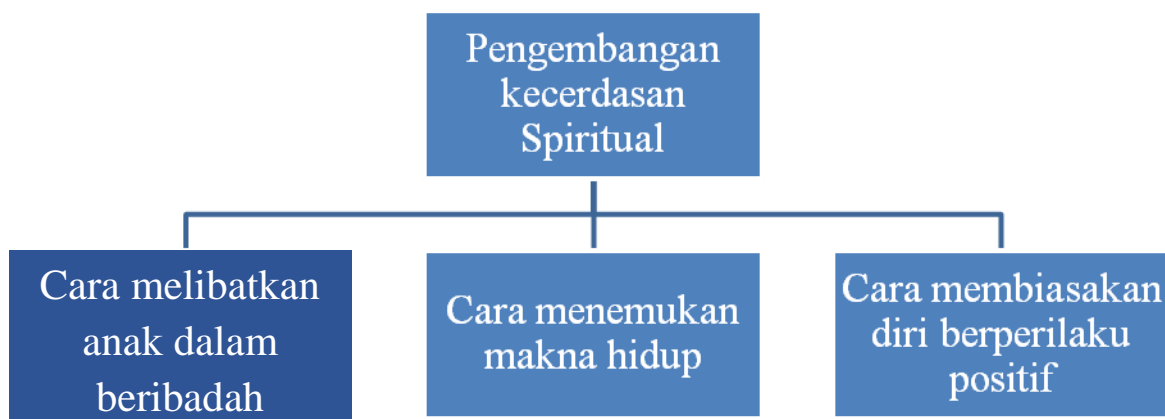 Pengembangan
kecerdasan
Spiritual
Cara melibatkan
anak dalam
beribadah
Cara menemukan
makna hidup
Cara membiasakan
diri berperilaku
positif